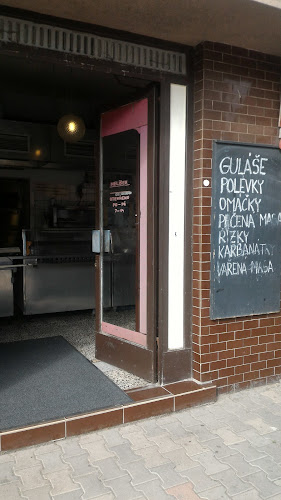 GULÁŠE
POLÉVKY
OMÁČKY
PEČENÁ MASA
ŘÍZKY
KARBANÁTKY
VAŘENÁ MASA